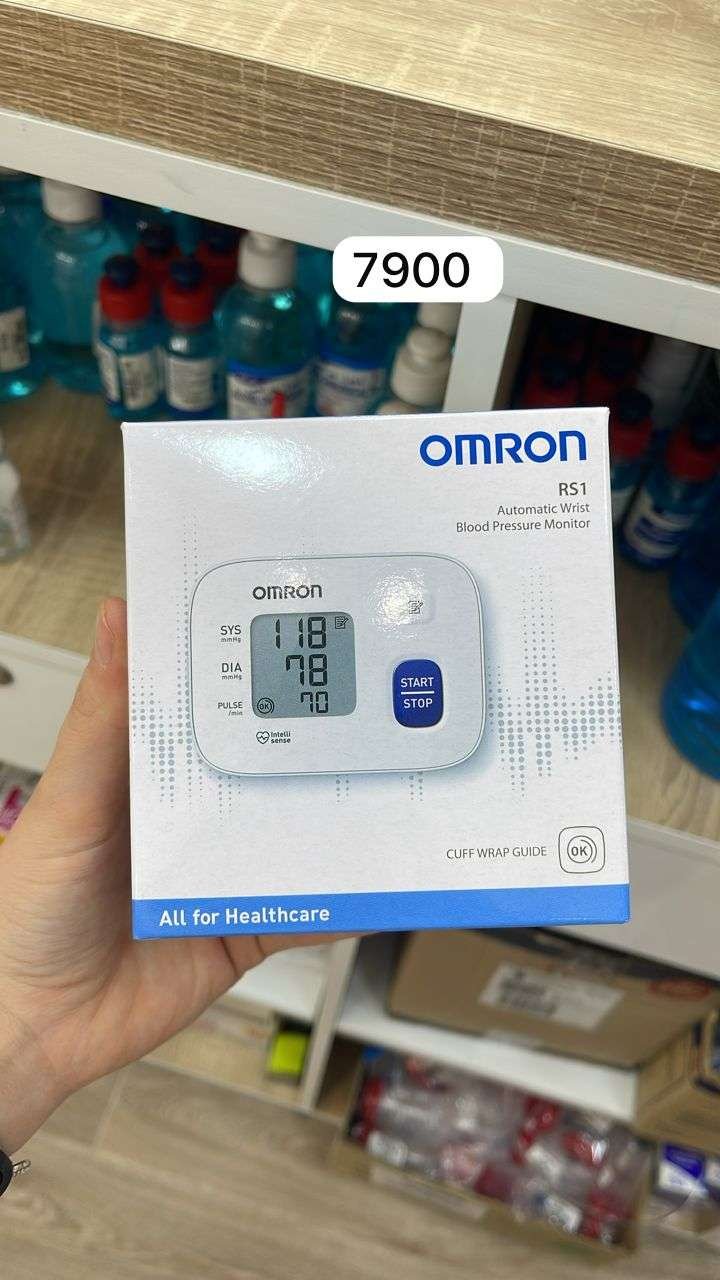 7900
OMRON
RS1
Automatic Wrist
Blood Pressure Monitor
OMRON
SYS
mmHg
118
DIA
mmHg
78
PULSE
/min
OK
70
Intelli
sense
START
STOP
CUFF WRAP GUIDE
OK
All for Healthcare